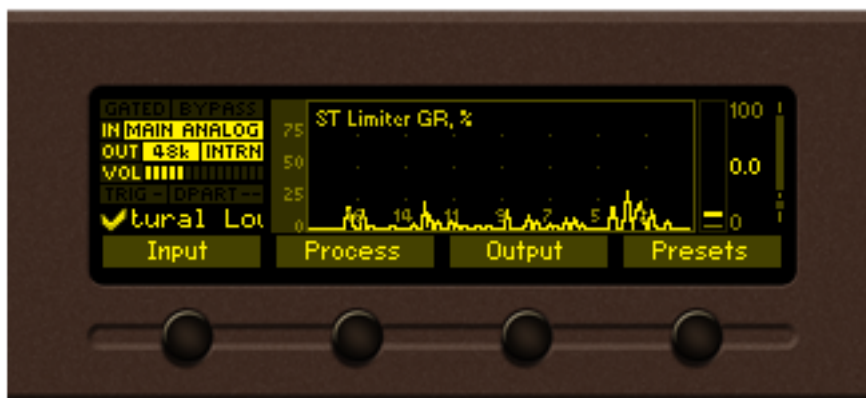 GATED BYPASS
IN MAIN ANALOG
OUT 48k INTRN
VOL
TRIG - DPART --
tural Lou
ST Limiter GR, %
75
50
25
0
14 11 7 5
100
0.0
0
Input Process Output Presets